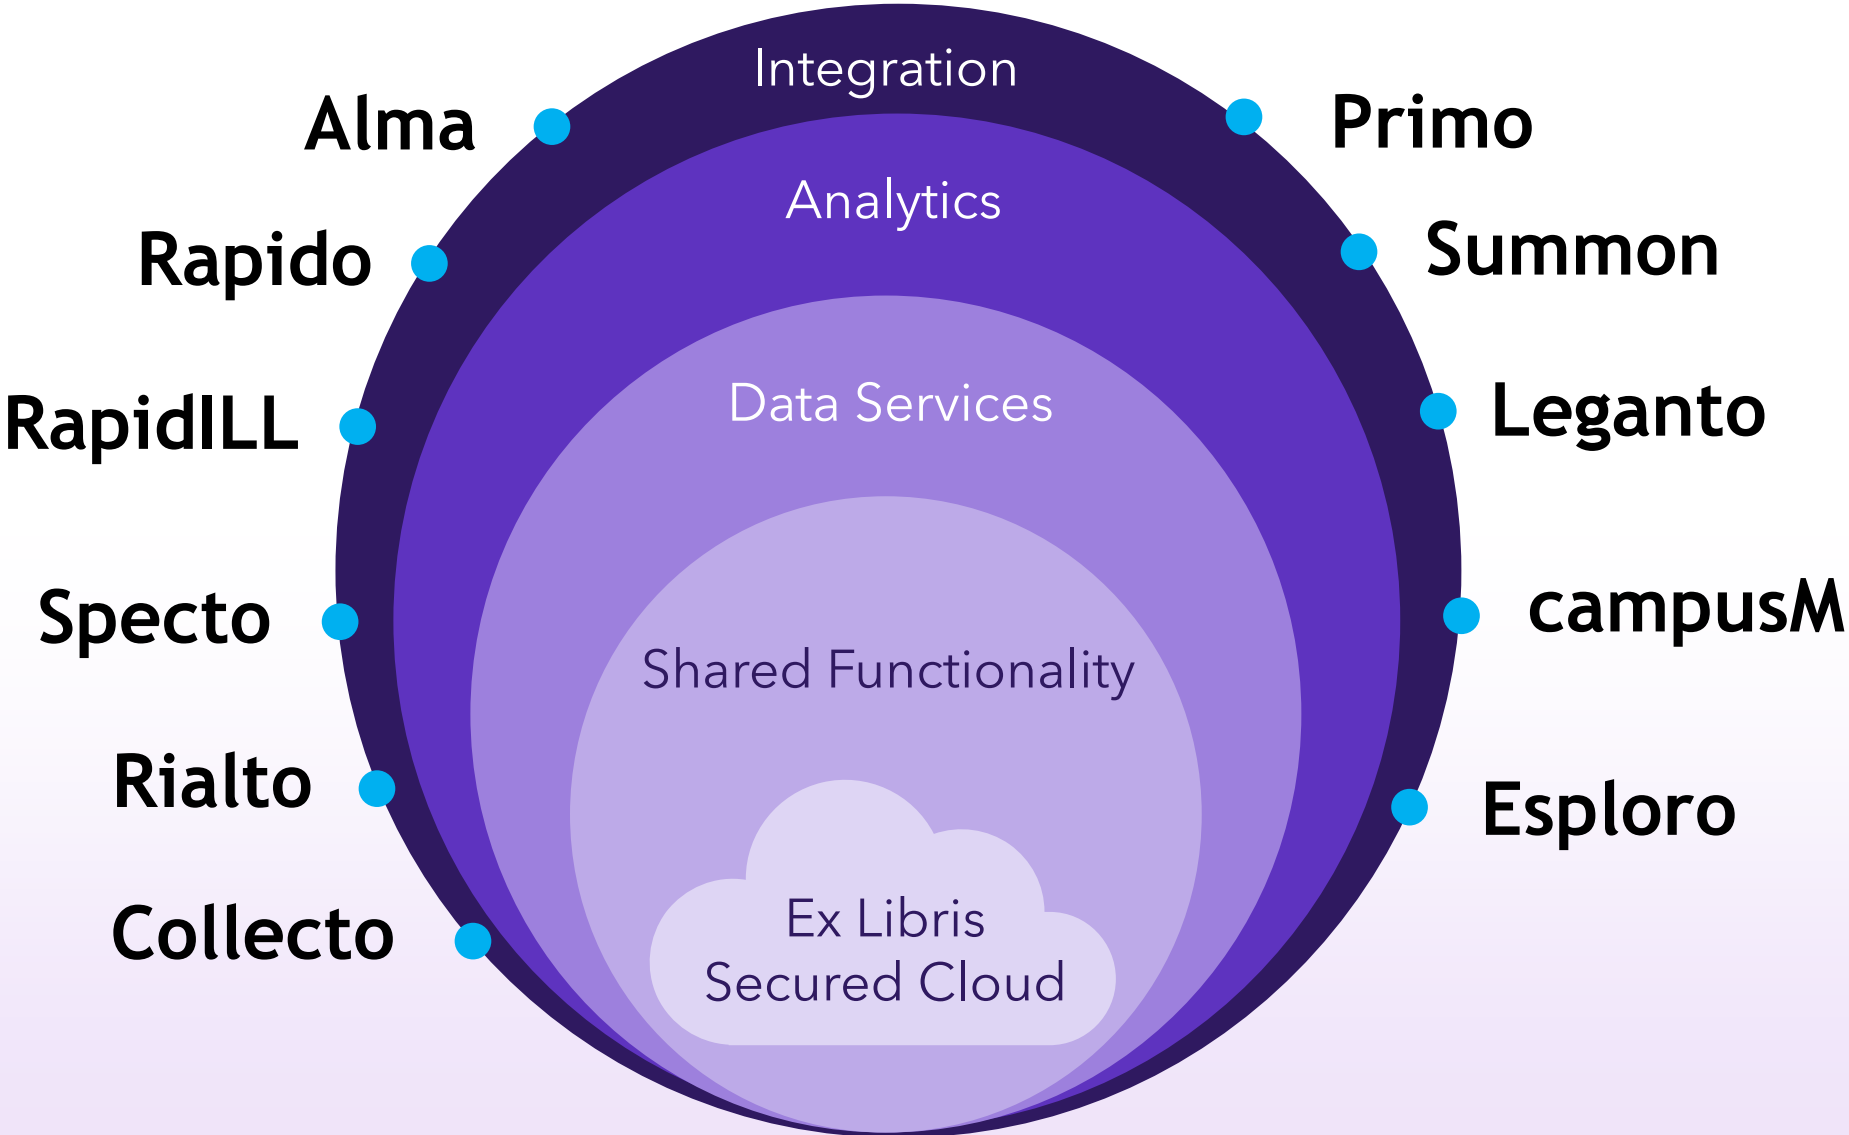 Integration
Alma
Primo
Analytics
Rapido
Summon
RapidILL
Data Services
Leganto
Specto
Shared Functionality
campusM
Rialto
Esploro
Collecto
Ex Libris
Secured Cloud